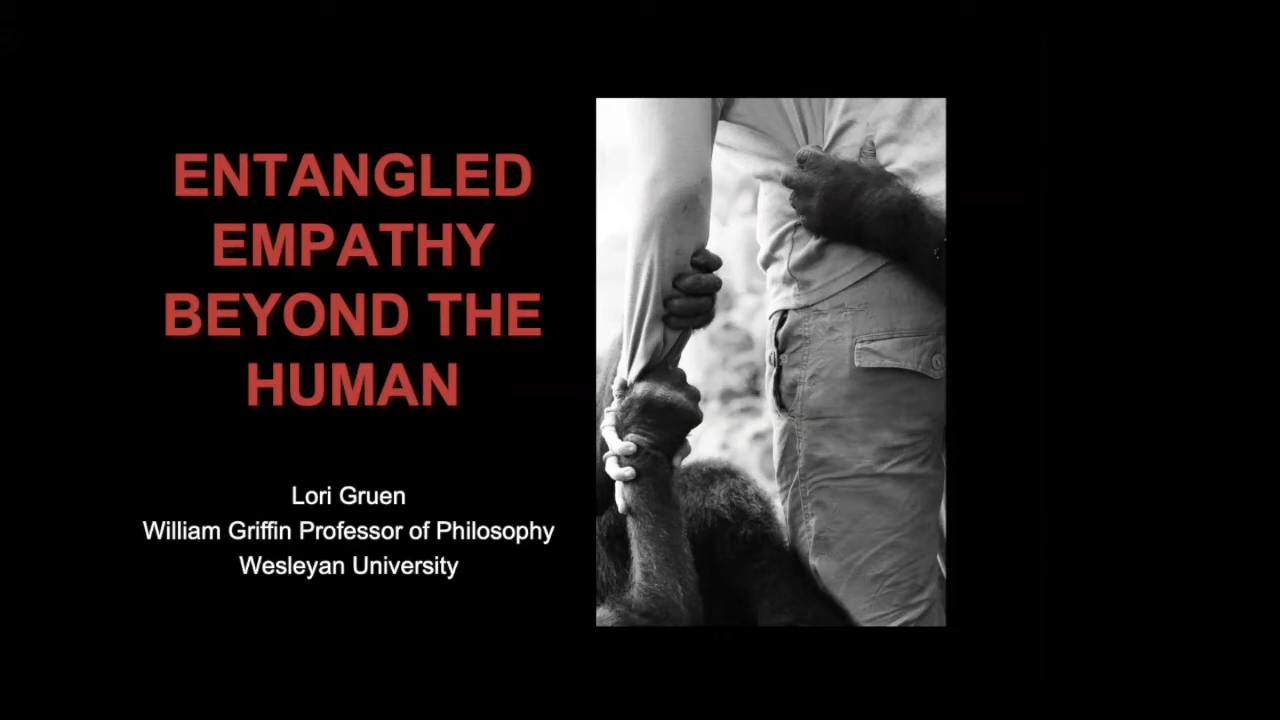 ENTANGLED
EMPATHY
BEYOND THE
HUMAN
Lori Gruen
William Griffin Professor of Philosophy
Wesleyan University